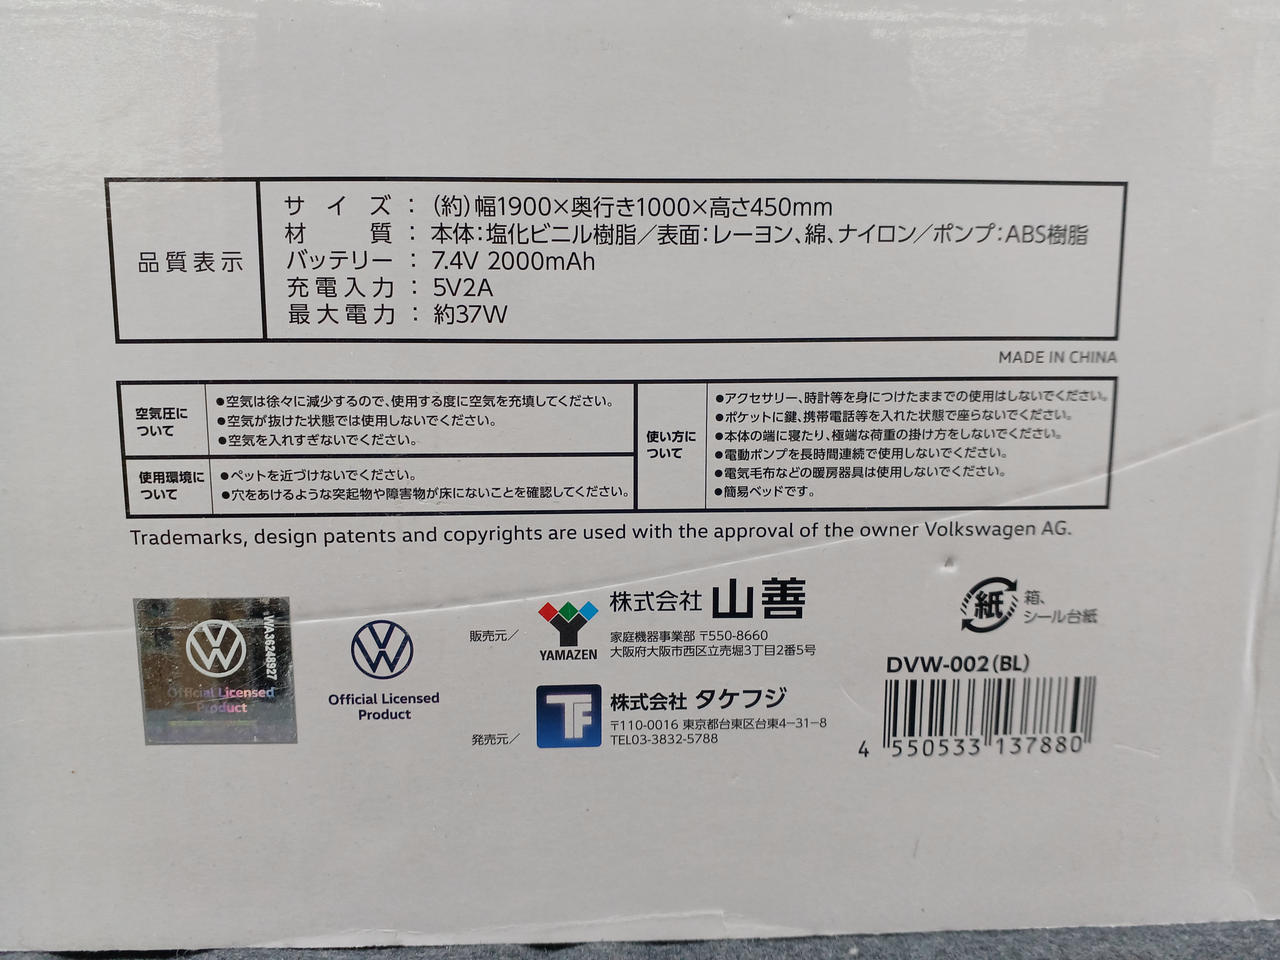 品質表示
サイズ：(約)幅1900×奥行き1000×高さ450mm
材質：本体：塩化ビニル樹脂／表面：レーヨン、綿、ナイロン／ポンプ：ABS樹脂
バッテリー：7.4V 2000mAh
充電入力：5V2A
最大電力：約37W
MADE IN CHINA
空気圧に
ついて
●空気は徐々に減少するので、使用する度に空気を充填してください。
●空気が抜けた状態では使用しないでください。
●空気を入れすぎないでください。
使用環境に
ついて
●ペットを近づけないでください。
●穴をあけるような突起物や障害物が床にないことを確認してください。
使い方に
ついて
●アクセサリー、時計等を身につけたままでの使用はしないでください。
●ポケットに鍵、携帯電話等を入れた状態で座らないでください。
●本体の端に寝たり、極端な荷重の掛け方をしないでください。
●電動ポンプを長時間連続で使用しないでください。
●電気毛布などの暖房器具は使用しないでください。
●簡易ベッドです。
Trademarks, design patents and copyrights are used with the approval of the owner Volkswagen AG.
WA36248927
Official Licensed
Product
Official Licensed
Product
販売元／
YAMAZEN
株式会社 山善
家庭機器事業部 〒550-8660
大阪府大阪市西区立売堀3丁目2番5号
発売元／
TF
株式会社 タケフジ
〒110-0016 東京都台東区台東4-31-8
TEL03-3832-5788
紙
箱、
シール台紙
DVW-002(BL)
4 550533 137880